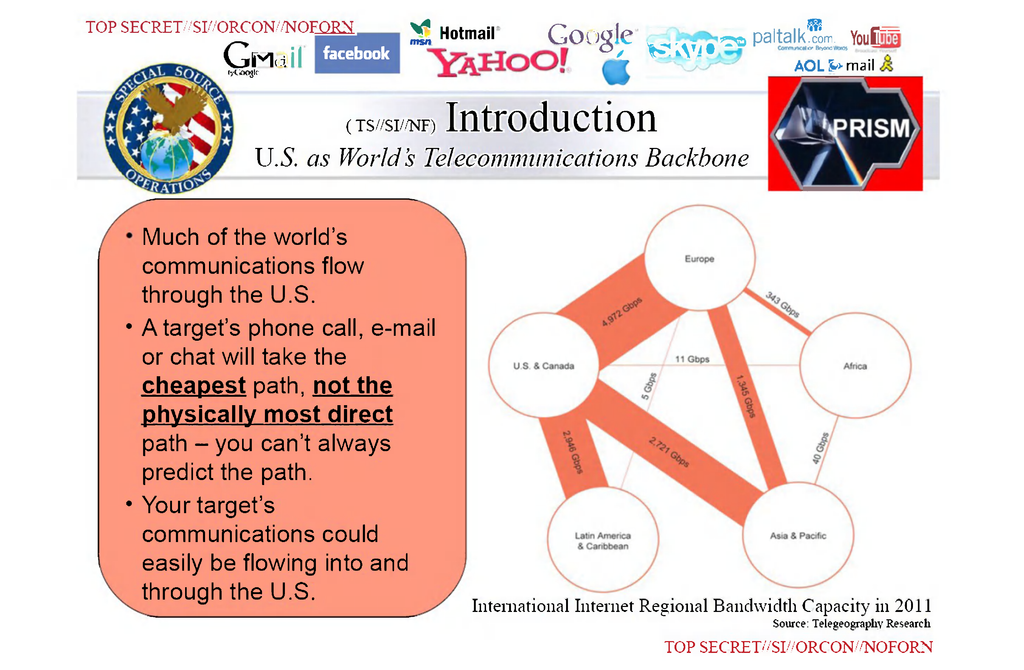 TOP SECRET//SI//ORCON//NOFORN
Gmail
by Google
facebook
msn Hotmail
YAHOO!
Google
skype
paltalk.com
Communication Beyond Words
YouTube
AOL mail
SPECIAL SOURCE
OPERATIONS
(TS//SI//NF) Introduction
U.S. as World's Telecommunications Backbone
PRISM
• Much of the world's
communications flow
through the U.S.
• A target's phone call, e-mail
or chat will take the
cheapest path, not the
physically most direct
path – you can't always
predict the path.
• Your target's
communications could
easily be flowing into and
through the U.S.
Europe
4,972 Gbps
343 Gbps
U.S. & Canada
11 Gbps
Africa
5 Gbps
1,345 Gbps
2,946 Gbps
2,721 Gbps
40 Gbps
Latin America
& Caribbean
Asia & Pacific
International Internet Regional Bandwidth Capacity in 2011
Source: Telegeography Research
TOP SECRET//SI//ORCON//NOFORN